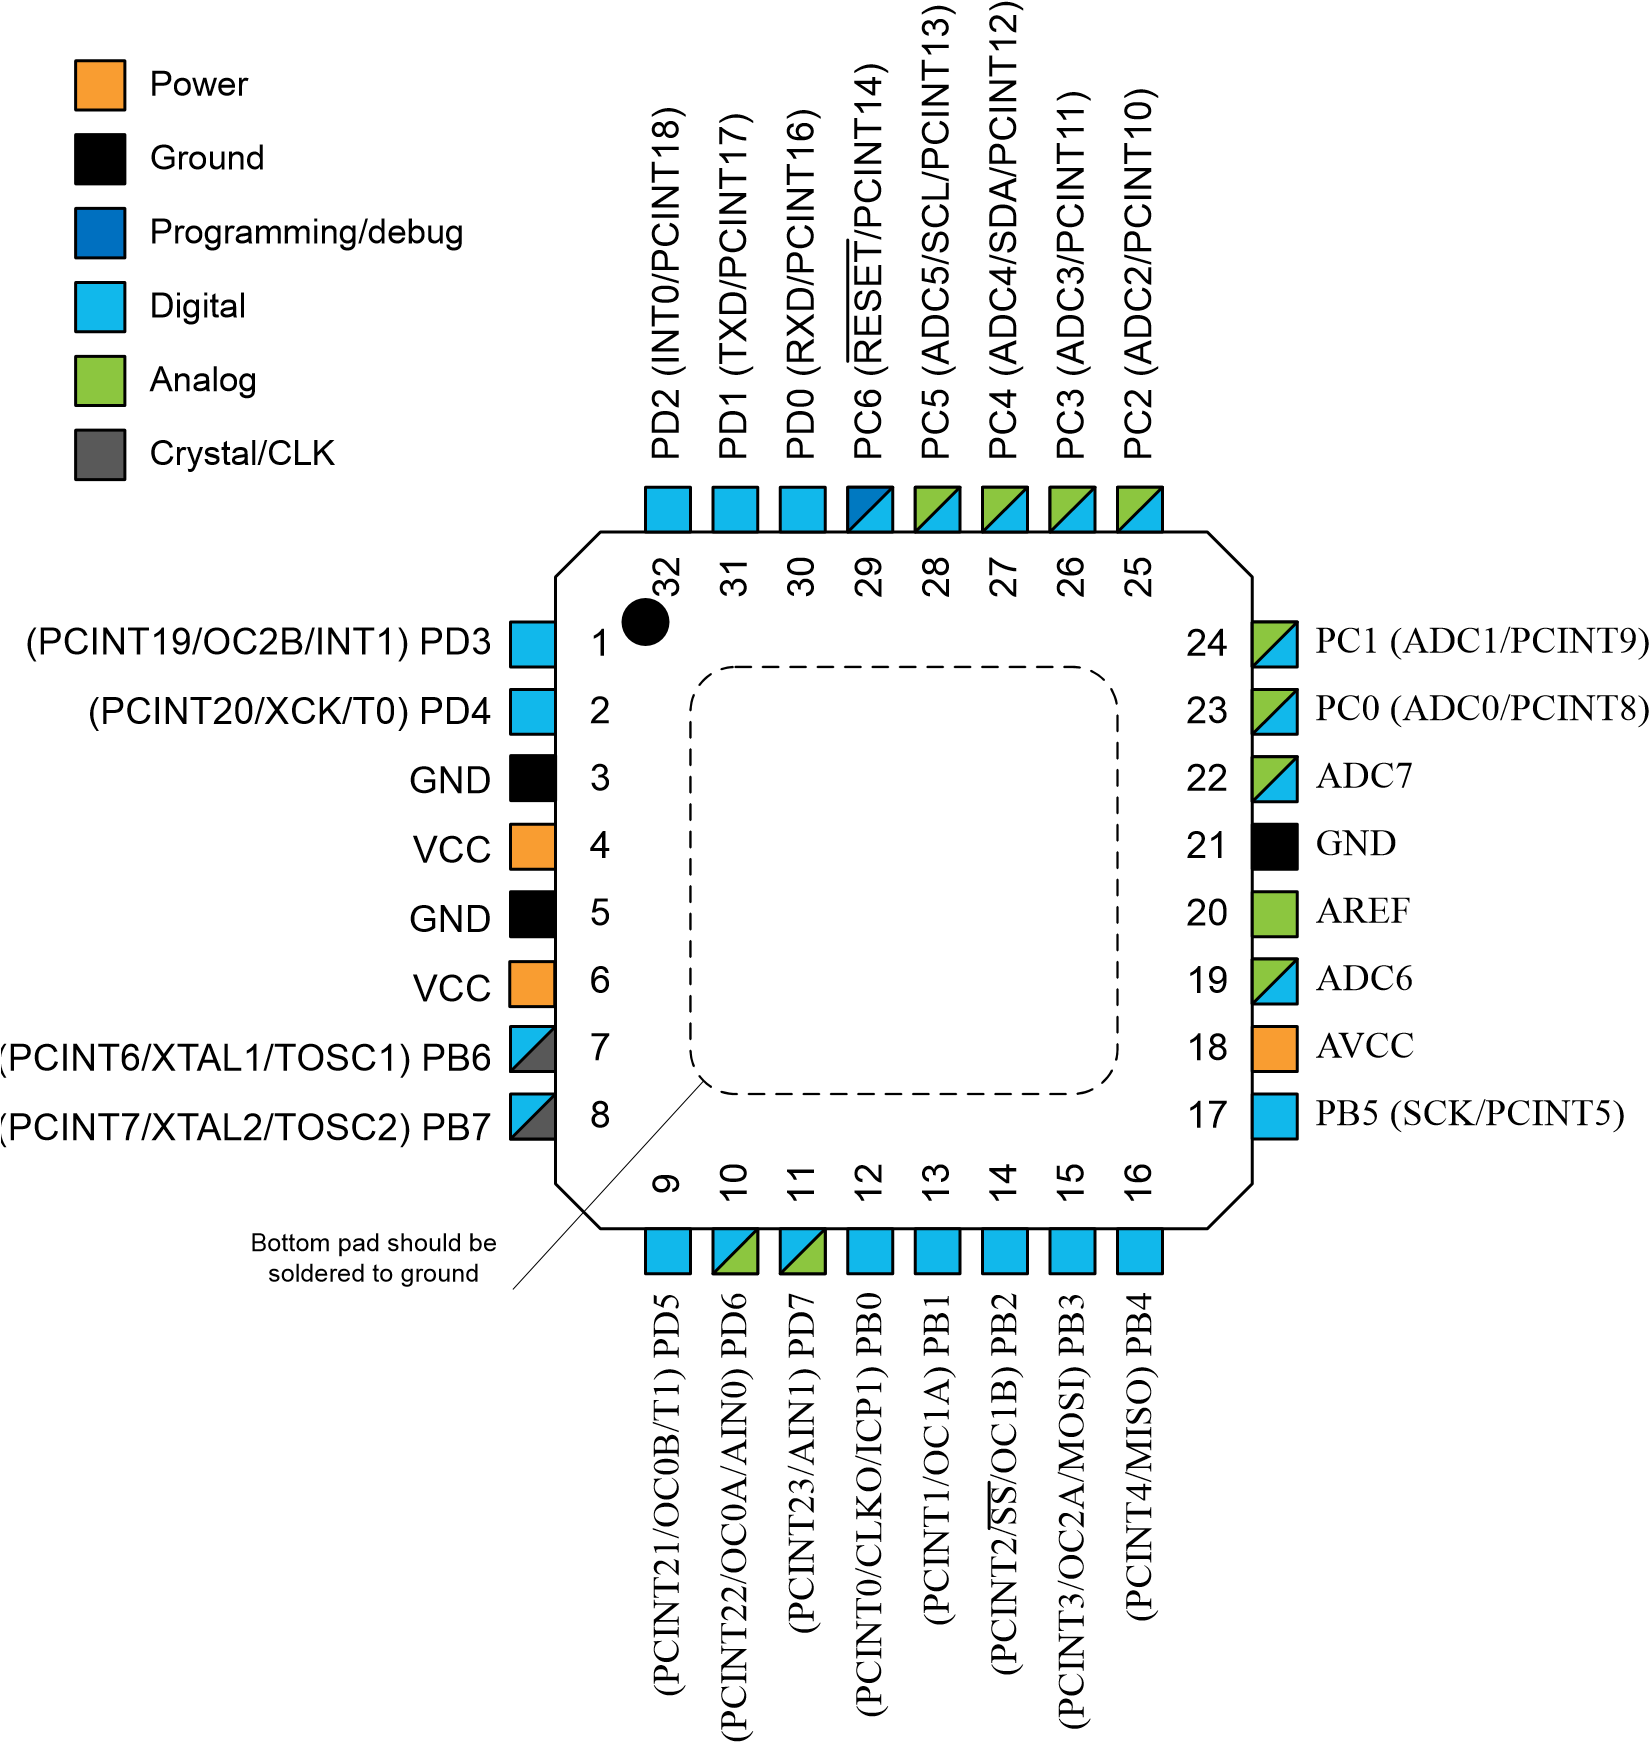 Power
Ground
Programming/debug
Digital
Analog
Crystal/CLK
PD2 (INT0/PCINT18)
PD1 (TXD/PCINT17)
PD0 (RXD/PCINT16)
PC6 (RESET/PCINT14)
PC5 (ADC5/SCL/PCINT13)
PC4 (ADC4/SDA/PCINT12)
PC3 (ADC3/PCINT11)
PC2 (ADC2/PCINT10)
32
31
30
29
28
27
26
25
(PCINT19/OC2B/INT1) PD3
1
(PCINT20/XCK/T0) PD4
2
GND
3
VCC
4
GND
5
VCC
6
(PCINT6/XTAL1/TOSC1) PB6
7
(PCINT7/XTAL2/TOSC2) PB7
8
24
PC1 (ADC1/PCINT9)
23
PC0 (ADC0/PCINT8)
22
ADC7
21
GND
20
AREF
19
ADC6
18
AVCC
17
PB5 (SCK/PCINT5)
9
10
11
12
13
14
15
16
Bottom pad should be
soldered to ground
(PCINT21/OC0B/T1) PD5
(PCINT22/OC0A/AIN0) PD6
(PCINT23/AIN1) PD7
(PCINT0/CLKO/ICP1) PB0
(PCINT1/OC1A) PB1
(PCINT2/SS/OC1B) PB2
(PCINT3/OC2A/MOSI) PB3
(PCINT4/MISO) PB4